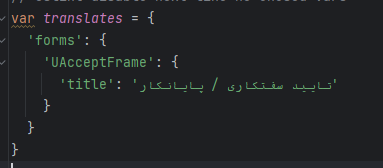 var translates = {
'forms': {
'UAcceptFrame': {
'title': 'تایید سفتکاری / پایانکار'
}
}
}